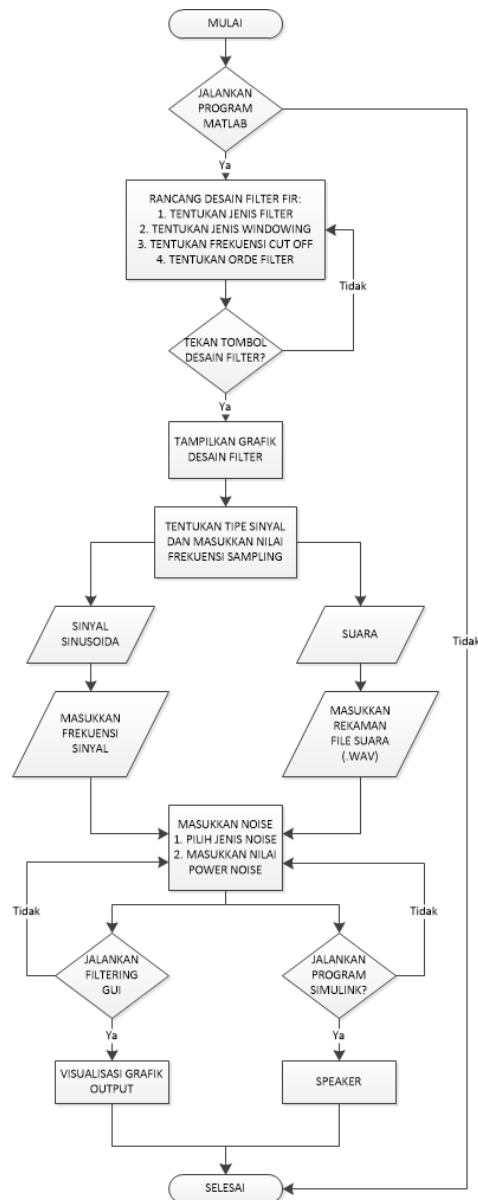 MULAI
JALANKAN
PROGRAM
MATLAB
Ya
RANCANG DESAIN FILTER FIR:
1. TENTUKAN JENIS FILTER
2. TENTUKAN JENIS WINDOWING
3. TENTUKAN FREKUENSI CUT OFF
4. TENTUKAN ORDE FILTER
Tidak
TEKAN TOMBOL
DESAIN FILTER?
Ya
TAMPILKAN GRAFIK
DESAIN FILTER
TENTUKAN TIPE SINYAL
DAN MASUKKAN NILAI
FREKUENSI SAMPLING
SINYAL
SINUSOIDA
SUARA
Tidak
MASUKKAN
FREKUENSI
SINYAL
MASUKKAN
REKAMAN
FILE SUARA
(.WAV)
MASUKKAN NOISE
1. PILIH JENIS NOISE
2. MASUKKAN NILAI
POWER NOISE
Tidak
Tidak
JALANKAN
FILTERING
GUI
JALANKAN
PROGRAM
SIMULINK?
Ya
Ya
VISUALISASI GRAFIK
OUTPUT
SPEAKER
SELESAI